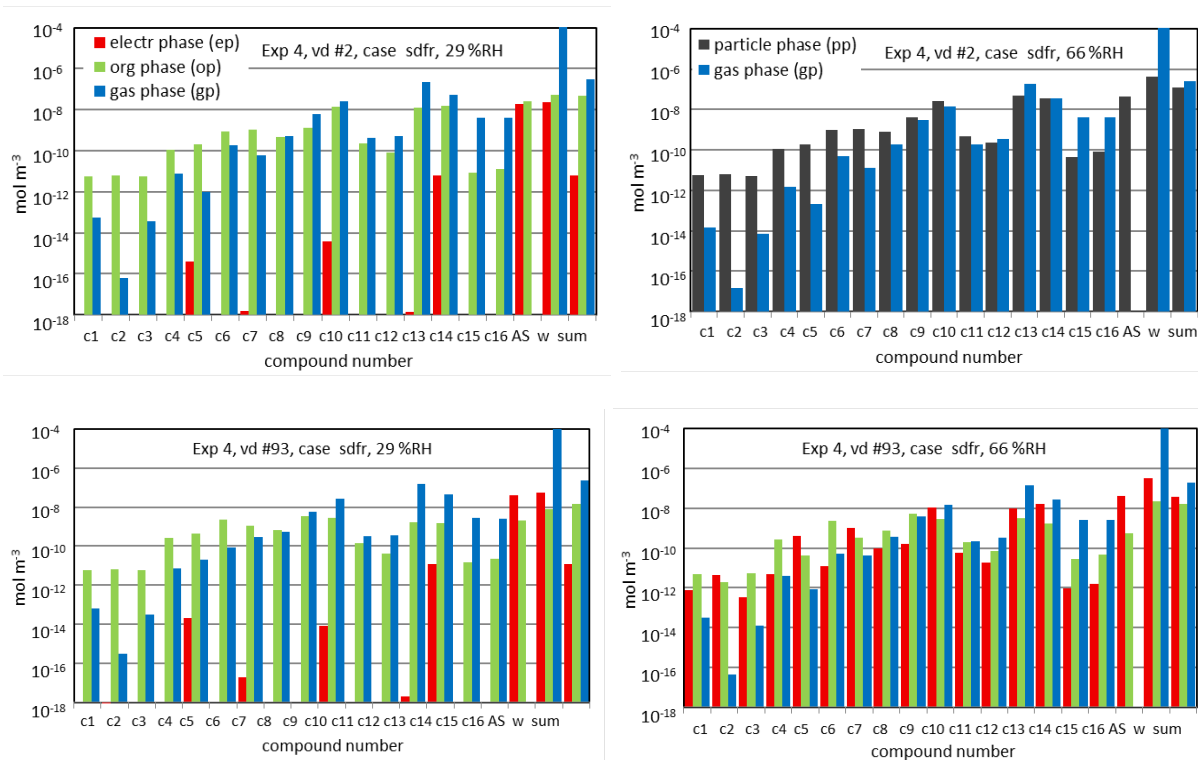 electr phase (ep)
org phase (op)
gas phase (gp)
Exp 4, vd #2, case sdfr, 29 %RH
10⁻⁴
10⁻⁶
10⁻⁸
10⁻¹⁰
10⁻¹²
10⁻¹⁴
10⁻¹⁶
10⁻¹⁸
mol m⁻³
c1 c2 c3 c4 c5 c6 c7 c8 c9 c10 c11 c12 c13 c14 c15 c16 AS w sum
compound number
particle phase (pp)
gas phase (gp)
Exp 4, vd #2, case sdfr, 66 %RH
10⁻⁴
10⁻⁶
10⁻⁸
10⁻¹⁰
10⁻¹²
10⁻¹⁴
10⁻¹⁶
10⁻¹⁸
mol m⁻³
c1 c2 c3 c4 c5 c6 c7 c8 c9 c10 c11 c12 c13 c14 c15 c16 AS w sum
compound number
Exp 4, vd #93, case sdfr, 29 %RH
10⁻⁴
10⁻⁶
10⁻⁸
10⁻¹⁰
10⁻¹²
10⁻¹⁴
10⁻¹⁶
10⁻¹⁸
mol m⁻³
c1 c2 c3 c4 c5 c6 c7 c8 c9 c10 c11 c12 c13 c14 c15 c16 AS w sum
compound number
Exp 4, vd #93, case sdfr, 66 %RH
10⁻⁴
10⁻⁶
10⁻⁸
10⁻¹⁰
10⁻¹²
10⁻¹⁴
10⁻¹⁶
10⁻¹⁸
mol m⁻³
c1 c2 c3 c4 c5 c6 c7 c8 c9 c10 c11 c12 c13 c14 c15 c16 AS w sum
compound number